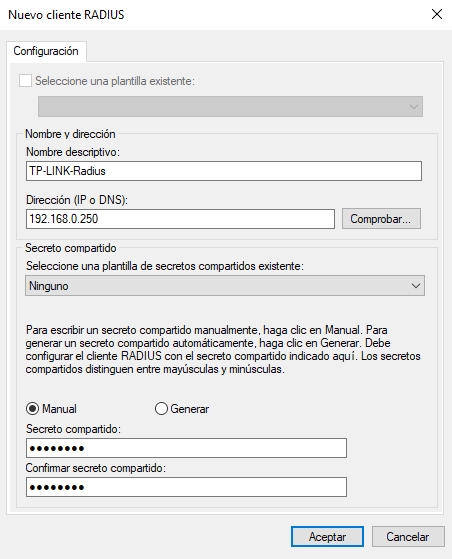 Nuevo cliente RADIUS
Configuración
Seleccione una plantilla existente:
Nombre y dirección
Nombre descriptivo:
TP-LINK-Radius
Dirección (IP o DNS):
192.168.0.250
Comprobar...
Secreto compartido
Seleccione una plantilla de secretos compartidos existente:
Ninguno
Para escribir un secreto compartido manualmente, haga clic en Manual. Para
generar un secreto compartido automáticamente, haga clic en Generar. Debe
configurar el cliente RADIUS con el secreto compartido indicado aquí. Los secretos
compartidos distinguen entre mayúsculas y minúsculas.
Manual Generar
Secreto compartido:
●●●●●●●●
Confirmar secreto compartido:
●●●●●●●●
Aceptar Cancelar